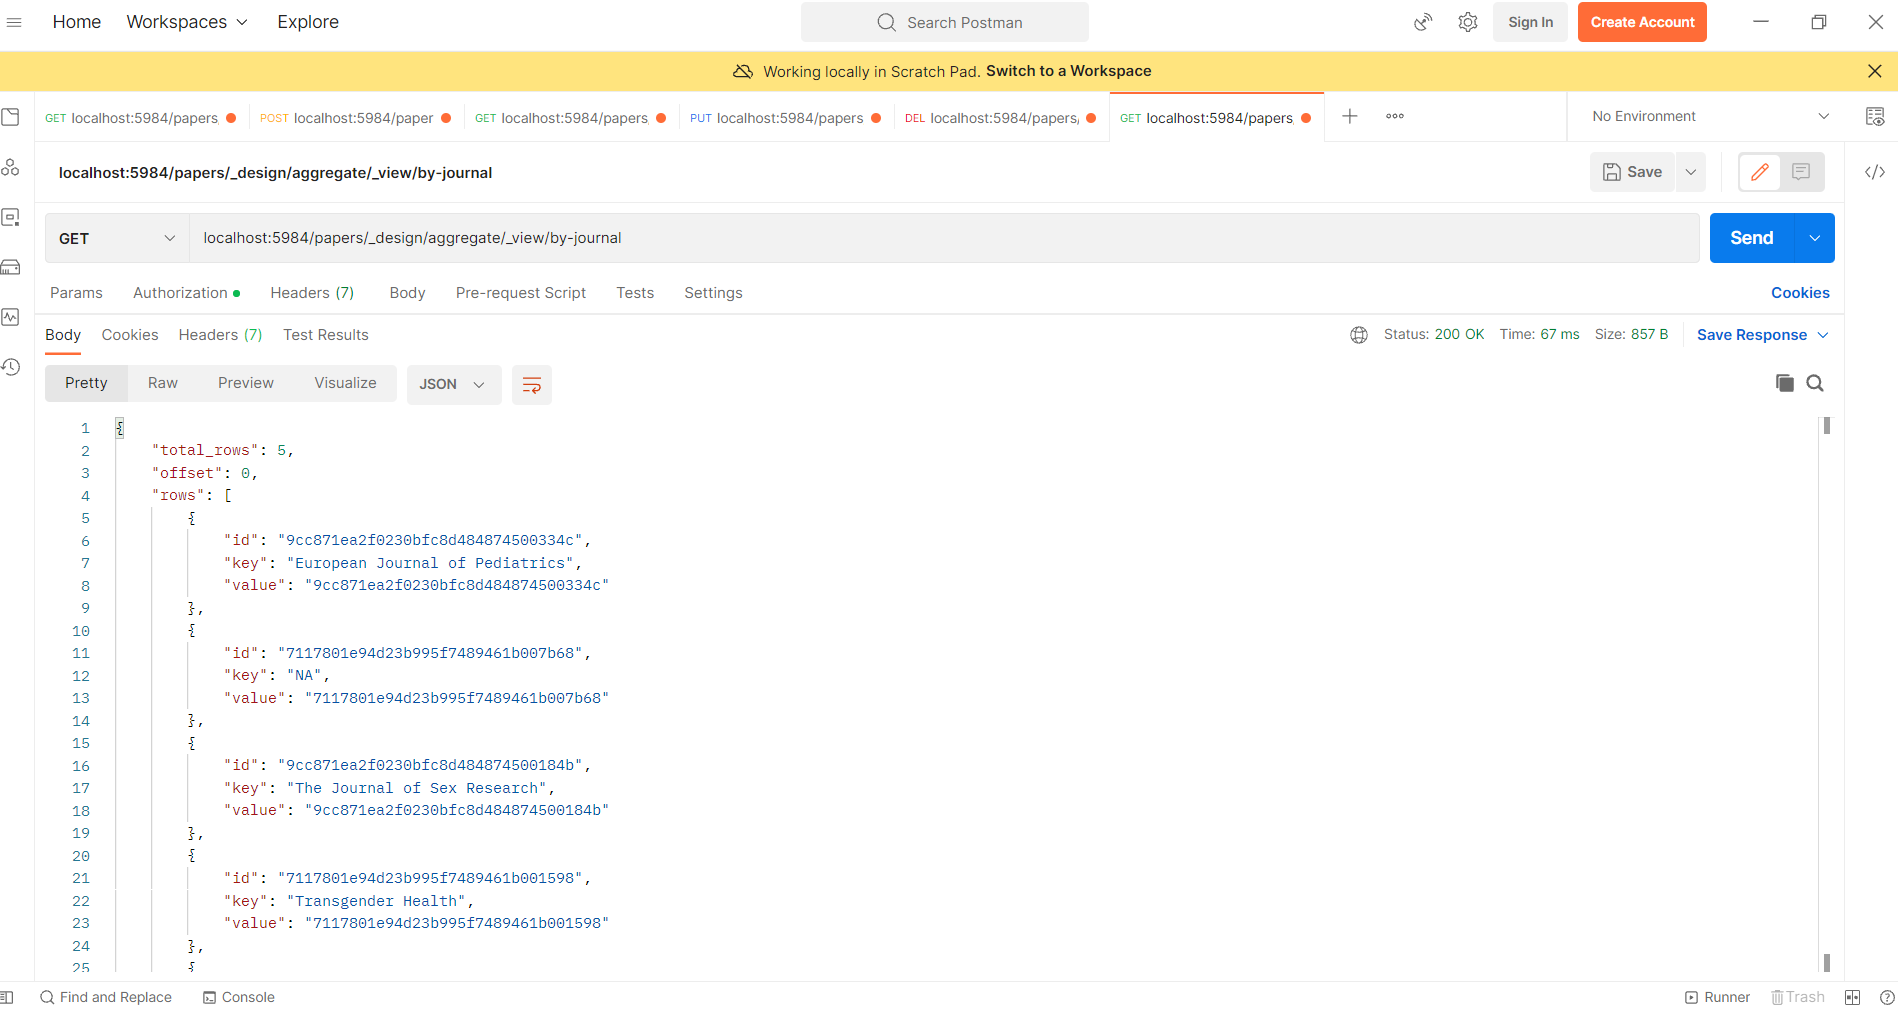 Home Workspaces Explore Search Postman Sign In Create Account
Working locally in Scratch Pad. Switch to a Workspace
GET localhost:5984/papers, POST localhost:5984/paper GET localhost:5984/papers, PUT localhost:5984/papers DEL localhost:5984/papers/ GET localhost:5984/papers, No Environment
localhost:5984/papers/_design/aggregate/_view/by-journal Save
GET localhost:5984/papers/_design/aggregate/_view/by-journal Send
Params Authorization Headers (7) Body Pre-request Script Tests Settings Cookies
Body Cookies Headers (7) Test Results Status: 200 OK Time: 67 ms Size: 857 B Save Response
Pretty Raw Preview Visualize JSON
1 {
2 "total_rows": 5,
3 "offset": 0,
4 "rows": [
5 {
6 "id": "9cc871ea2f0230bfc8d484874500334c",
7 "key": "European Journal of Pediatrics",
8 "value": "9cc871ea2f0230bfc8d484874500334c"
9 },
10 {
11 "id": "7117801e94d23b995f7489461b007b68",
12 "key": "NA",
13 "value": "7117801e94d23b995f7489461b007b68"
14 },
15 {
16 "id": "9cc871ea2f0230bfc8d484874500184b",
17 "key": "The Journal of Sex Research",
18 "value": "9cc871ea2f0230bfc8d484874500184b"
19 },
20 {
21 "id": "7117801e94d23b995f7489461b001598",
22 "key": "Transgender Health",
23 "value": "7117801e94d23b995f7489461b001598"
24 },
25 {
Find and Replace Console Runner Trash